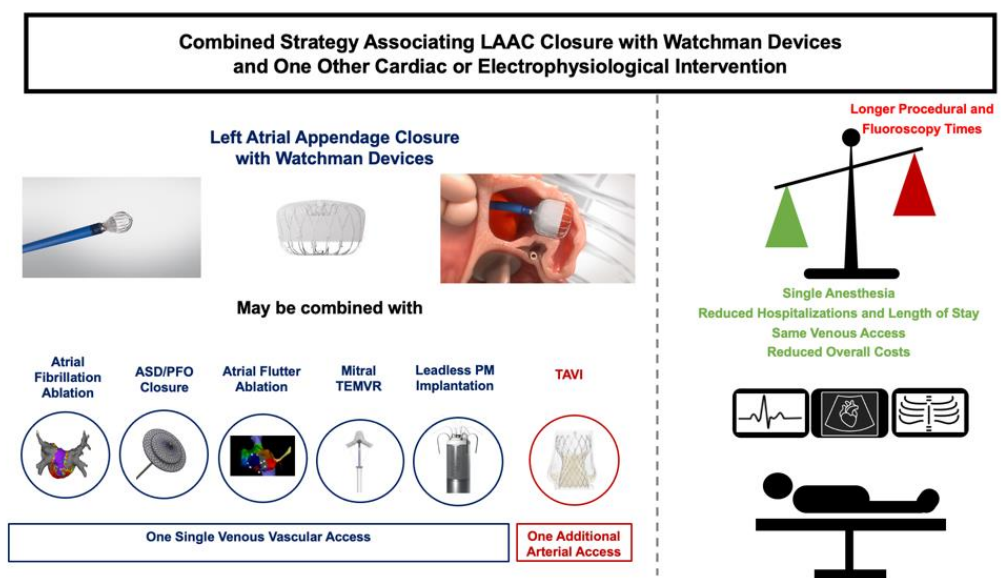 Combined Strategy Associating LAAC Closure with Watchman Devices
and One Other Cardiac or Electrophysiological Intervention
Left Atrial Appendage Closure
with Watchman Devices
May be combined with
Atrial
Fibrillation
Ablation
ASD/PFO
Closure
Atrial Flutter
Ablation
Mitral
TEMVR
Leadless PM
Implantation
TAVI
One Single Venous Vascular Access
One Additional
Arterial Access
Longer Procedural and
Fluoroscopy Times
Single Anesthesia
Reduced Hospitalizations and Length of Stay
Same Venous Access
Reduced Overall Costs